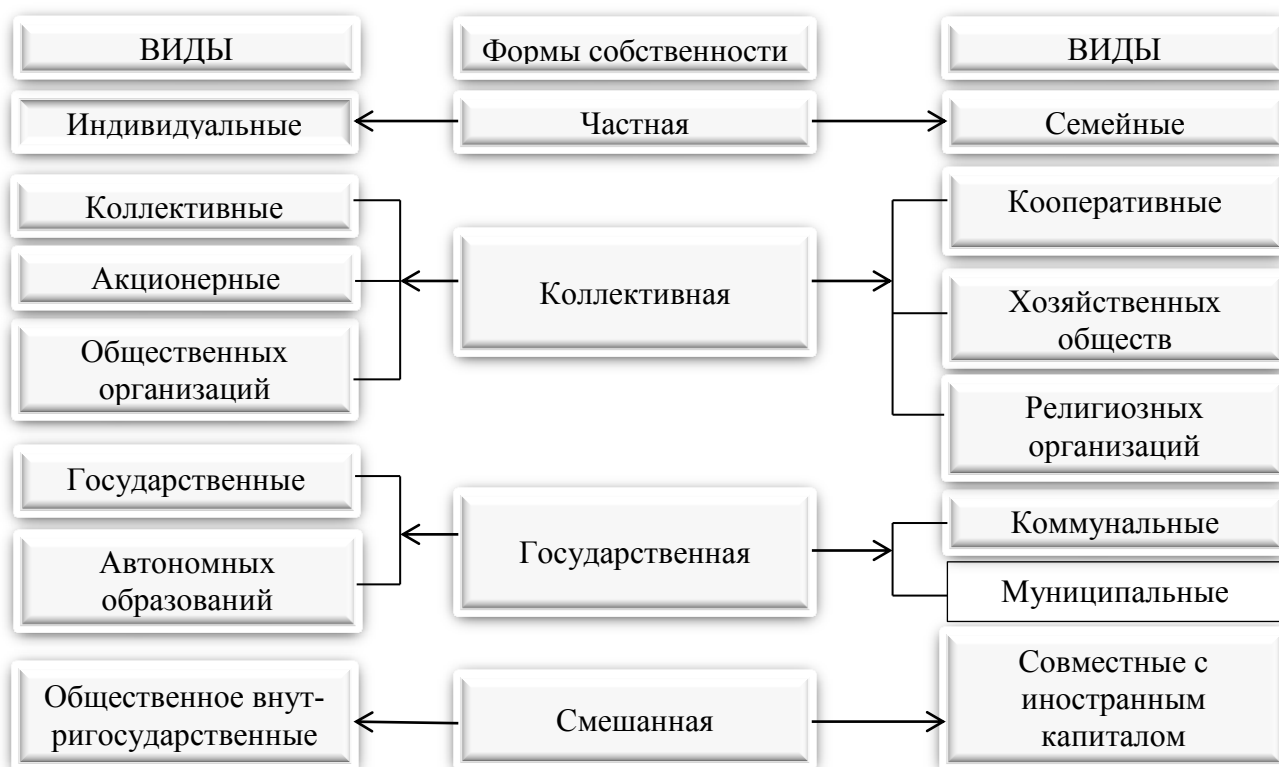 ВИДЫ
Формы собственности
ВИДЫ
Индивидуальные
Частная
Семейные
Коллективные
Акционерные
Общественных
организаций
Коллективная
Кооперативные
Хозяйственных
обществ
Религиозных
организаций
Государственные
Автономных
образований
Государственная
Коммунальные
Муниципальные
Общественное внут-
ригосударственные
Смешанная
Совместные с
иностранным
капиталом